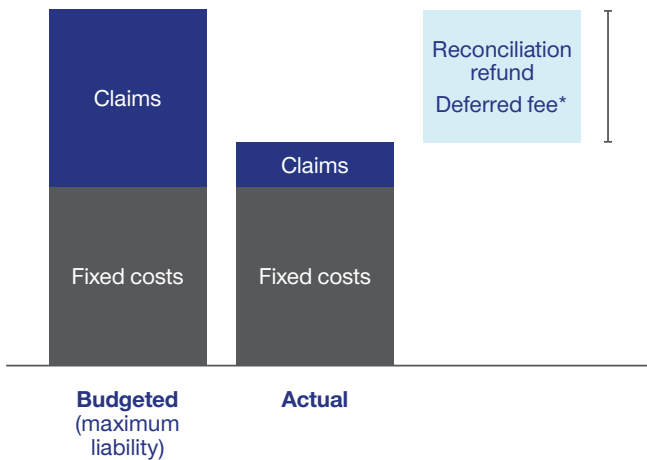 Claims
Fixed costs
Claims
Fixed costs
Reconciliation
refund
Deferred fee*
Budgeted
(maximum
liability)
Actual